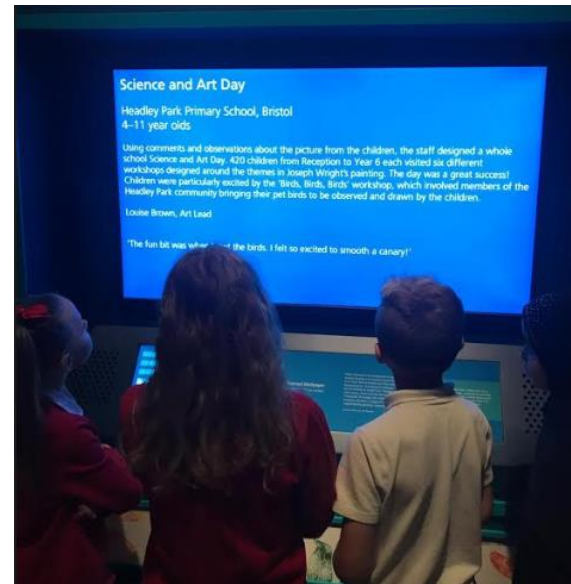 Science and Art Day
Headley Park Primary School, Bristol
4–11 year olds
Using comments and observations about the picture from the children, the staff designed a whole
school Science and Art Day. 420 children from Reception to Year 6 each visited six different
workshops designed around the themes in Joseph Wright's painting. The day was a great success!
Children were particularly excited by the 'Birds, Birds, Birds' workshop, which involved members of the
Headley Park community bringing their pet birds to be observed and drawn by the children.
Louise Brown, Art Lead
'The fun bit was the birds. I felt so excited to smooth a canary!'